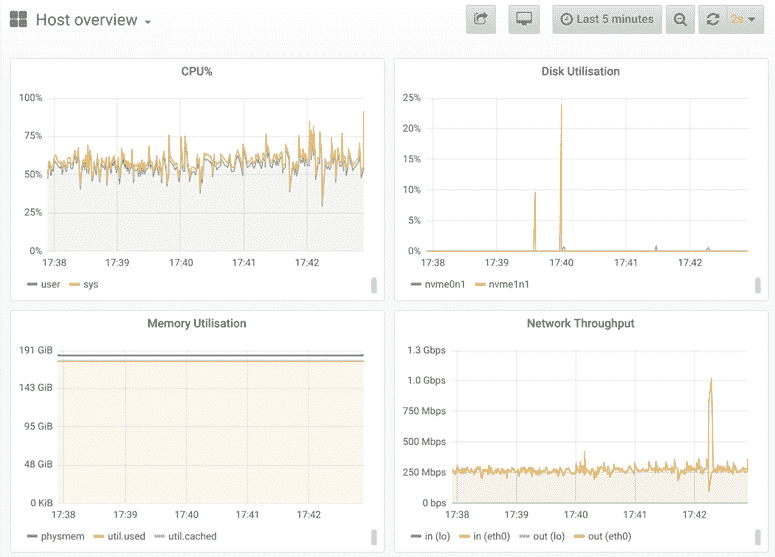 Host overview
Last 5 minutes
2s
CPU%
100%
75%
50%
25%
0%
17:38 17:39 17:40 17:41 17:42
user sys
Disk Utilisation
25%
20%
15%
10%
5%
0%
17:38 17:39 17:40 17:41 17:42
nvme0n1 nvme1n1
Memory Utilisation
191 GiB
143 GiB
95 GiB
48 GiB
0 KiB
17:38 17:39 17:40 17:41 17:42
physmem util.used util.cached
Network Throughput
1.3 Gbps
1.0 Gbps
750 Mbps
500 Mbps
250 Mbps
0 bps
17:38 17:39 17:40 17:41 17:42
in (lo) in (eth0) out (lo) out (eth0)